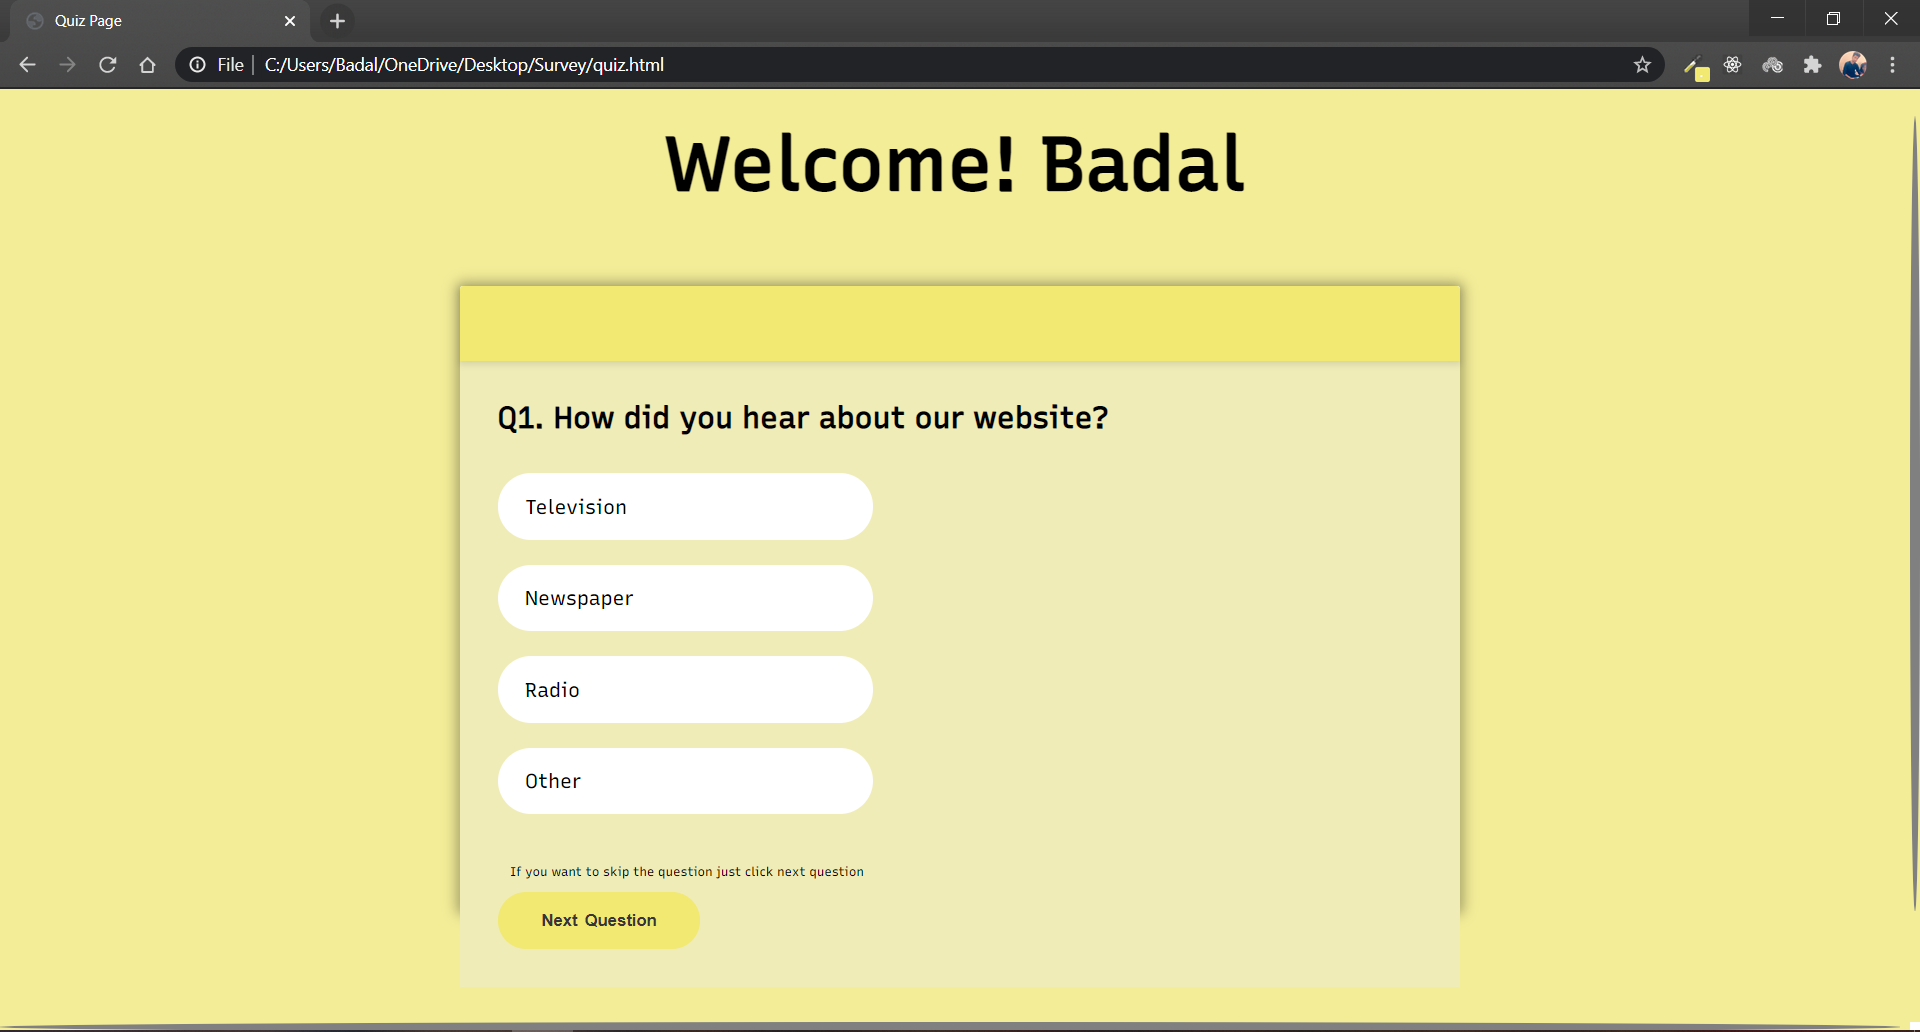 Quiz Page
File | C:/Users/Badal/OneDrive/Desktop/Survey/quiz.html
Welcome! Badal
Q1. How did you hear about our website?
Television
Newspaper
Radio
Other
If you want to skip the question just click next question
Next Question